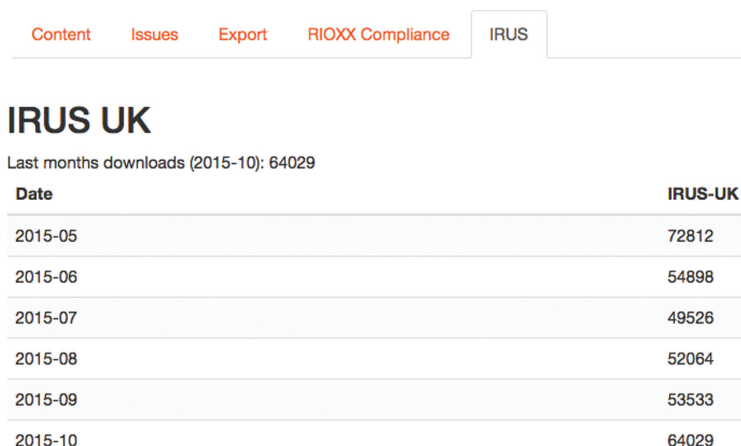 Content Issues Export RIOXX Compliance IRUS
IRUS UK
Last months downloads (2015-10): 64029
Date IRUS-UK
2015-05 72812
2015-06 54898
2015-07 49526
2015-08 52064
2015-09 53533
2015-10 64029